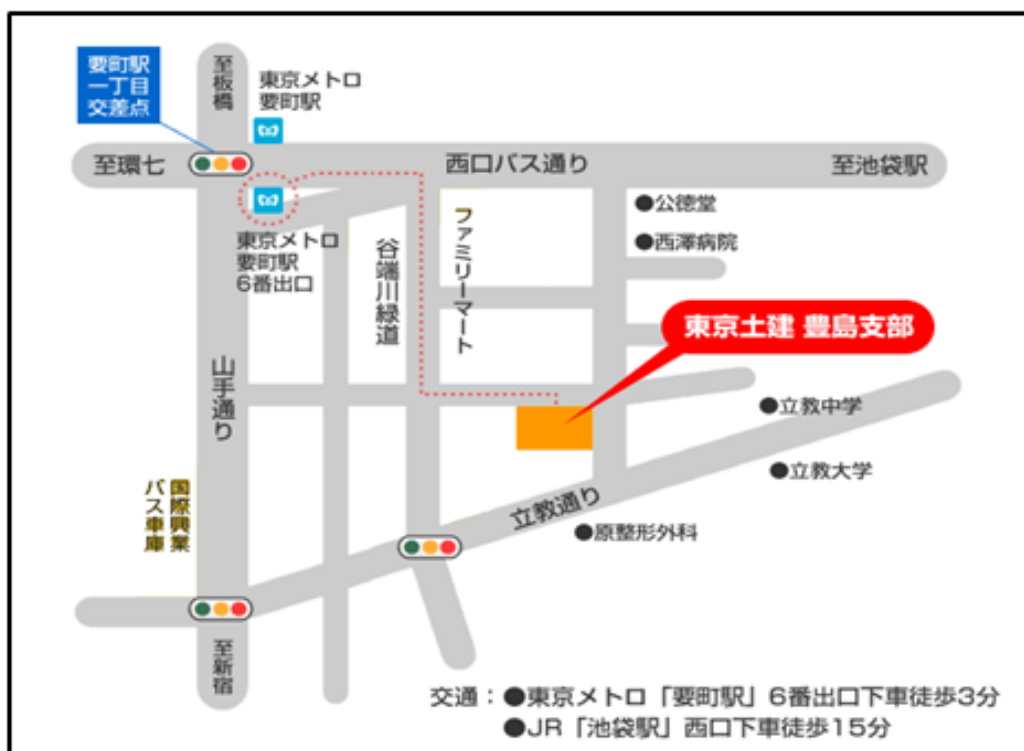 要町駅
一丁目
交差点
至板橋
東京メトロ
要町駅
至環七
西口バス通り
至池袋駅
東京メトロ
要町駅
6番出口
谷端川緑道
ファミリーマート
●公徳堂
●西澤病院
東京土建 豊島支部
山手通り
●立教中学
●立教大学
立教通り
●原整形外科
国際興業
バス車庫
至新宿
交通：●東京メトロ「要町駅」6番出口下車徒歩3分
●JR「池袋駅」西口下車徒歩15分